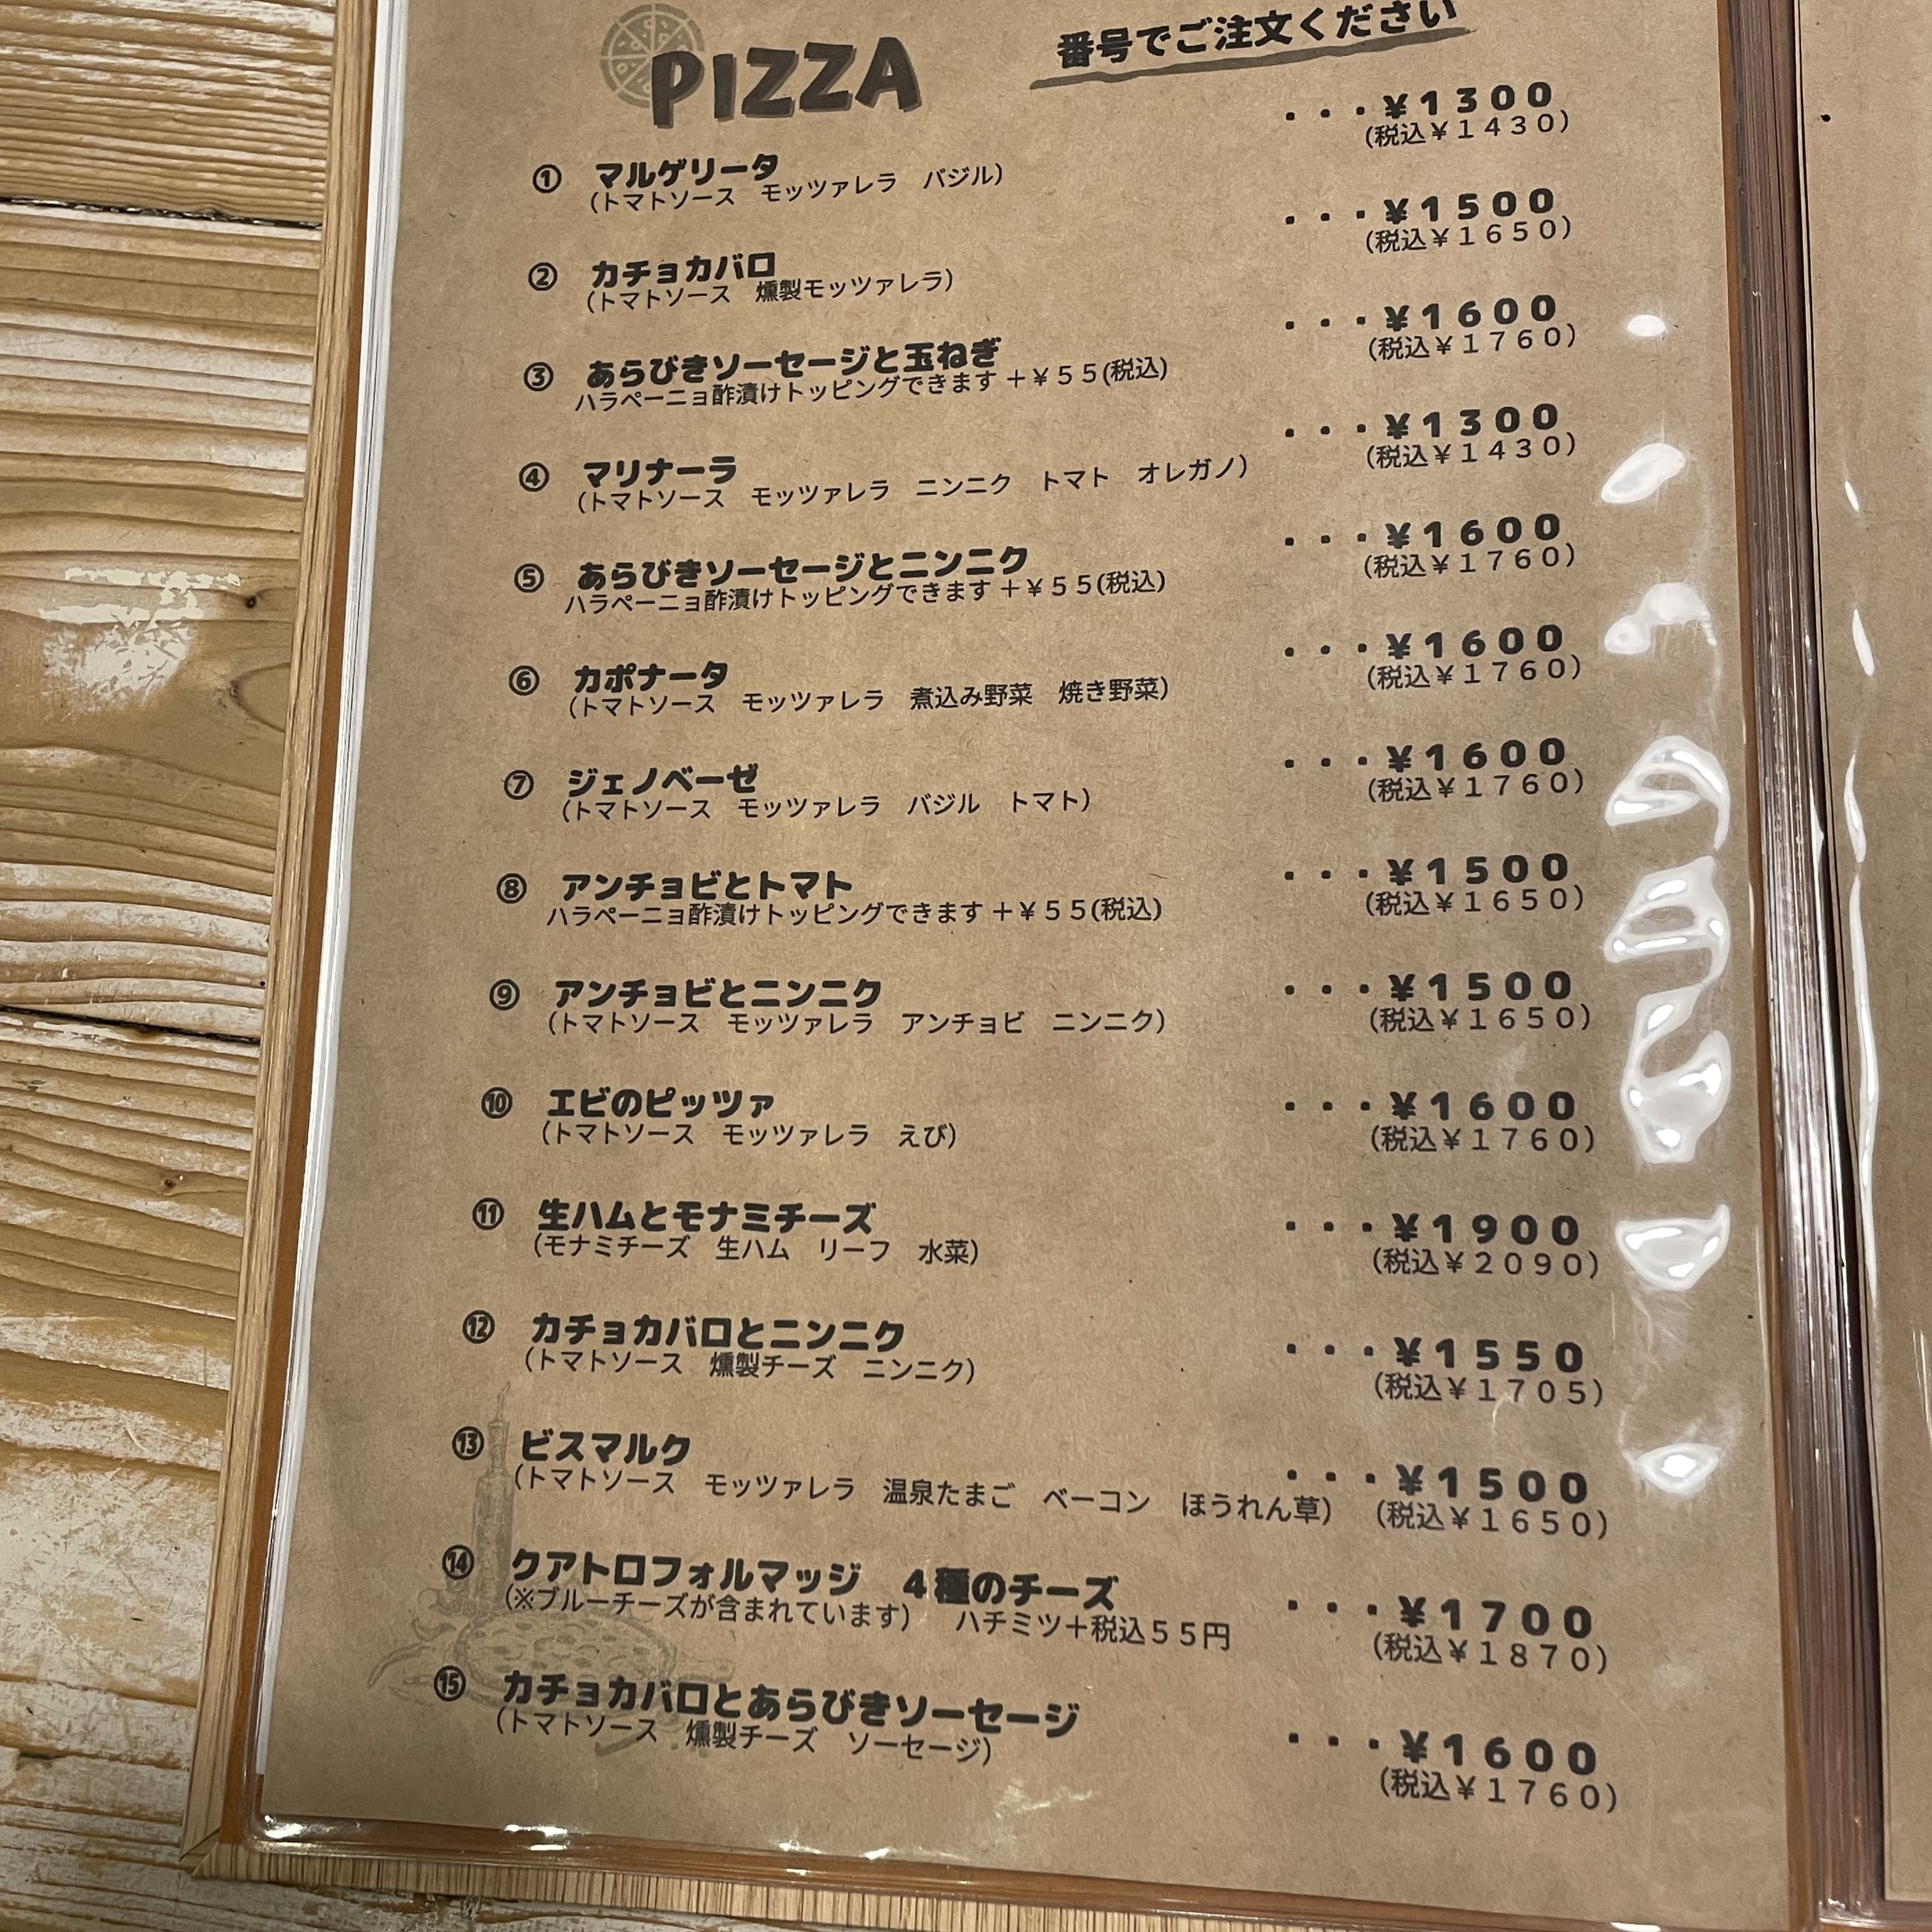 PIZZA
番号でご注文ください
① マルゲリータ ・・・¥1300
(トマトソース モッツァレラ バジル) (税込¥1430)
② カチョカバロ ・・・¥1500
(トマトソース 燻製モッツァレラ) (税込¥1650)
③ あらびきソーセージと玉ねぎ ・・・¥1600
ハラペーニョ酢漬けトッピングできます+¥55(税込) (税込¥1760)
④ マリナーラ ・・・¥1300
(トマトソース モッツァレラ ニンニク トマト オレガノ) (税込¥1430)
⑤ あらびきソーセージとニンニク ・・・¥1600
ハラペーニョ酢漬けトッピングできます+¥55(税込) (税込¥1760)
⑥ カポナータ ・・・¥1600
(トマトソース モッツァレラ 煮込み野菜 焼き野菜) (税込¥1760)
⑦ ジェノベーゼ ・・・¥1600
(トマトソース モッツァレラ バジル トマト) (税込¥1760)
⑧ アンチョビとトマト ・・・¥1500
ハラペーニョ酢漬けトッピングできます+¥55(税込) (税込¥1650)
⑨ アンチョビとニンニク ・・・¥1500
(トマトソース モッツァレラ アンチョビ ニンニク) (税込¥1650)
⑩ エビのピッツァ ・・・¥1600
(トマトソース モッツァレラ えび) (税込¥1760)
⑪ 生ハムとモナミチーズ ・・・¥1900
(モナミチーズ 生ハム リーフ 水菜) (税込¥2090)
⑫ カチョカバロとニンニク ・・・¥1550
(トマトソース 燻製チーズ ニンニク) (税込¥1705)
⑬ ビスマルク ・・・¥1500
(トマトソース モッツァレラ 温泉たまご ベーコン ほうれん草) (税込¥1650)
⑭ クアトロフォルマッジ 4種のチーズ ・・・¥1700
(※ブルーチーズが含まれています) ハチミツ+税込55円 (税込¥1870)
⑮ カチョカバロとあらびきソーセージ ・・・¥1600
(トマトソース 燻製チーズ ソーセージ) (税込¥1760)